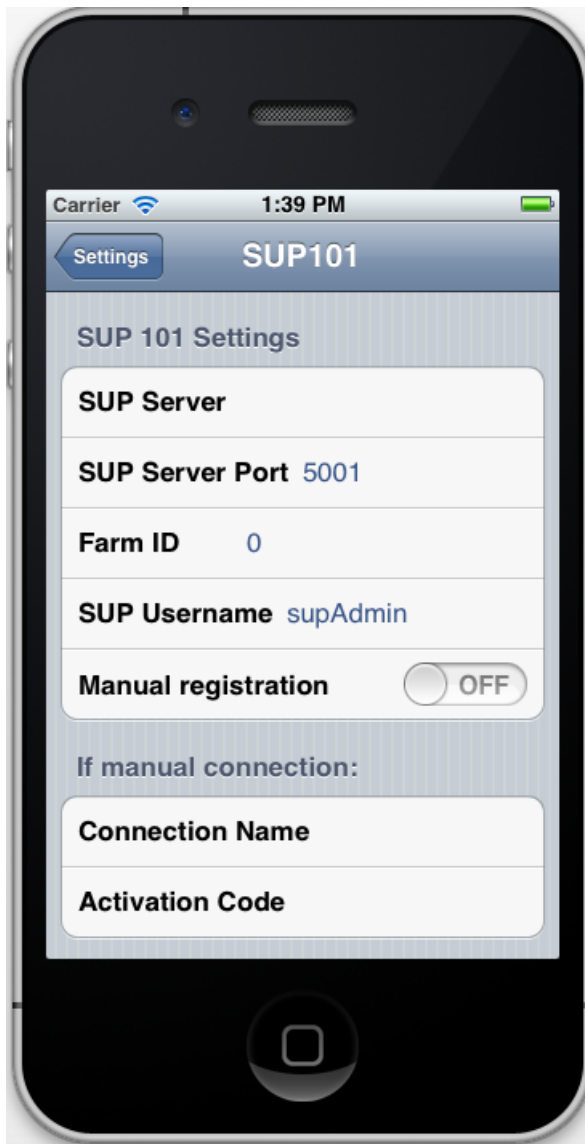 Carrier 1:39 PM
Settings SUP101
SUP 101 Settings
SUP Server
SUP Server Port 5001
Farm ID 0
SUP Username supAdmin
Manual registration OFF
If manual connection:
Connection Name
Activation Code